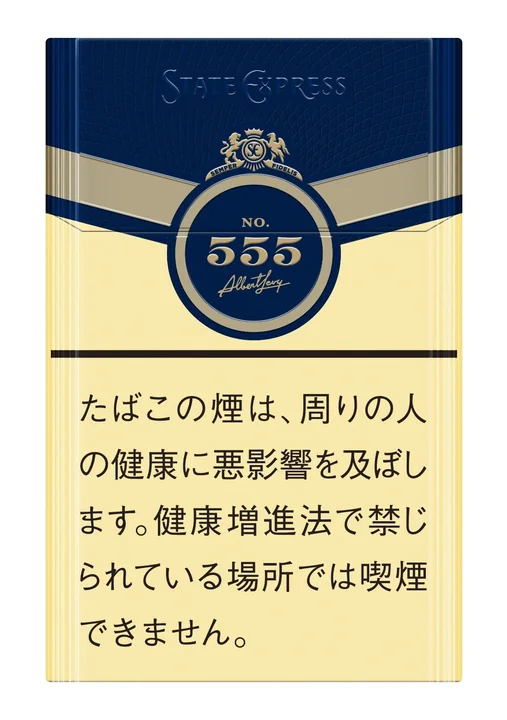 STATE EXPRESS
SE
SEMPER FIDELIS
NO.
555
Albert Levy
たばこの煙は、周りの人
の健康に悪影響を及ぼし
ます。健康増進法で禁じ
られている場所では喫煙
できません。